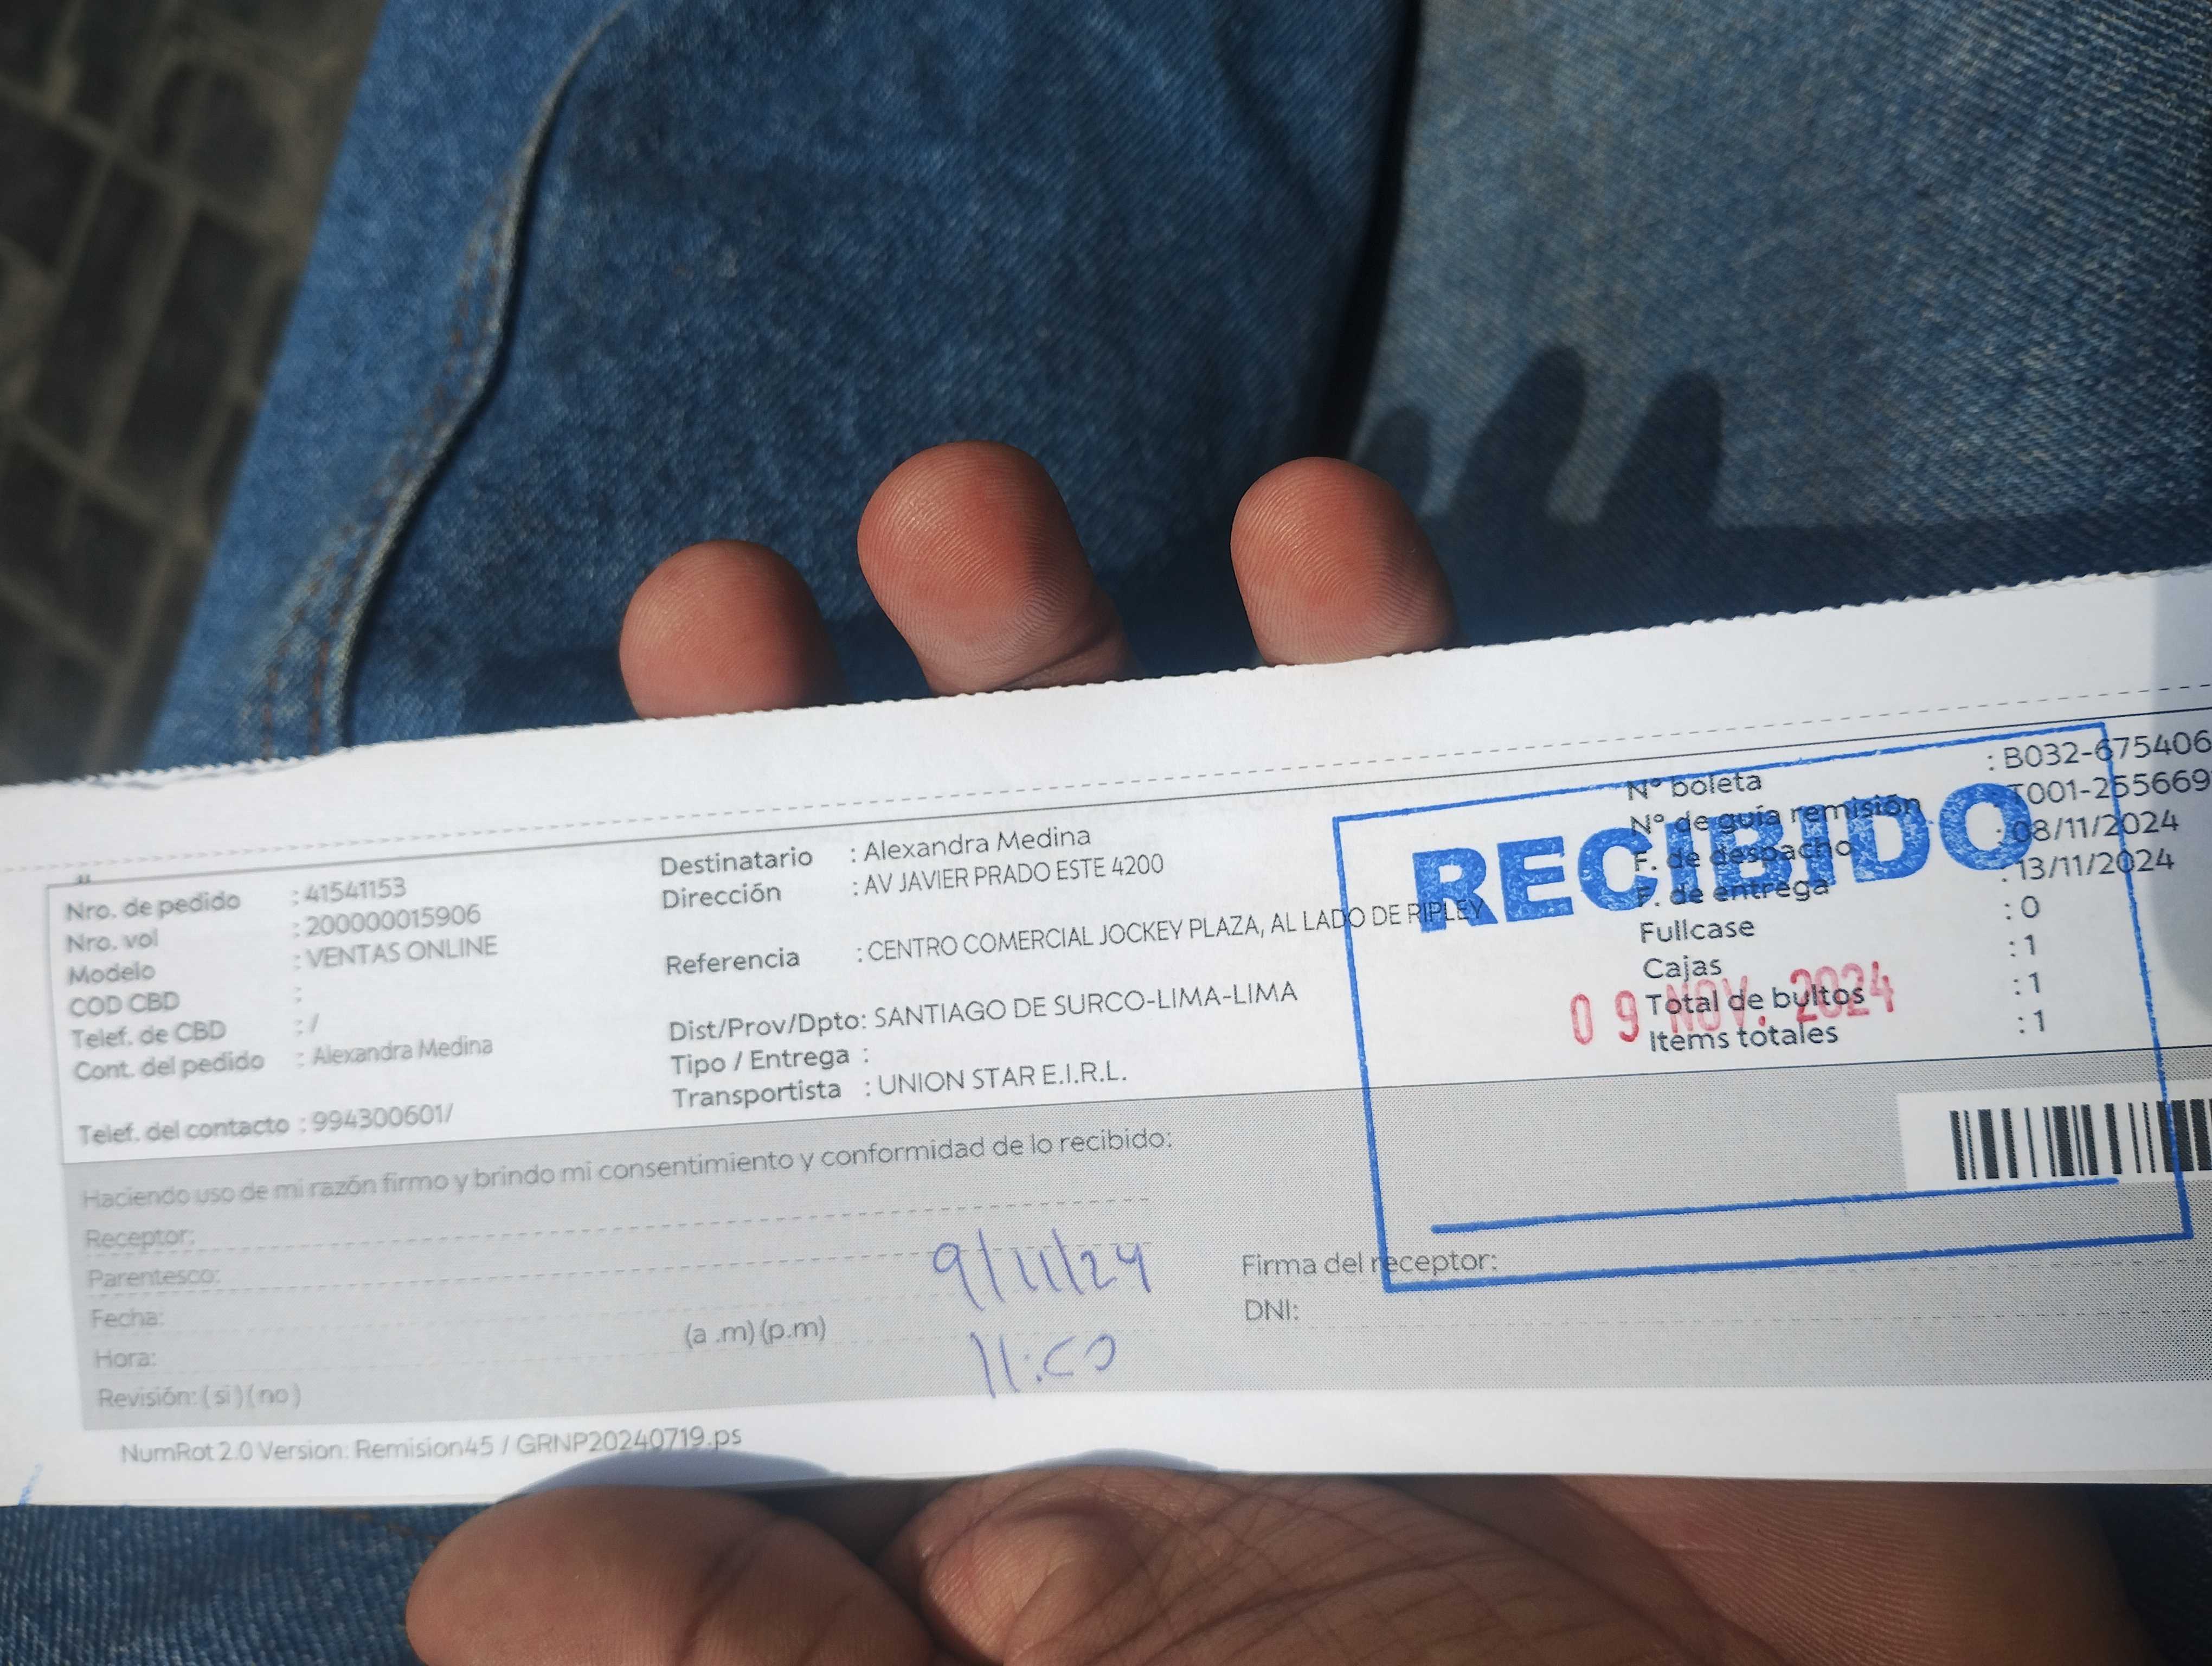 Nro. de pedido : 41541153
Nro. vol : 200000015906
Modelo : VENTAS ONLINE
COD CBD :
Telef. de CBD : /
Cont. del pedido : Alexandra Medina
Telef. del contacto : 994300601/
Destinatario : Alexandra Medina
Dirección : AV JAVIER PRADO ESTE 4200
Referencia : CENTRO COMERCIAL JOCKEY PLAZA, AL LADO DE RIPLEY
Dist/Prov/Dpto: SANTIAGO DE SURCO-LIMA-LIMA
Tipo / Entrega :
Transportista : UNION STAR E.I.R.L.
N° boleta : B032-675406
N° de guía remisión : T001-255669
F. de despacho : 08/11/2024
F. de entrega : 13/11/2024
Fullcase : 0
Cajas : 1
Total de bultos : 1
Items totales : 1
RECIBIDO
09 NOV. 2024
Haciendo uso de mi razón firmo y brindo mi consentimiento y conformidad de lo recibido:
Receptor:
Parentesco:
Fecha: 9/11/24
Hora: (a .m) (p.m) 11:
Revisión: ( si ) ( no )
Firma del receptor:
DNI:
NumRot 2.0 Version: Remision45 / GRNP20240719.ps